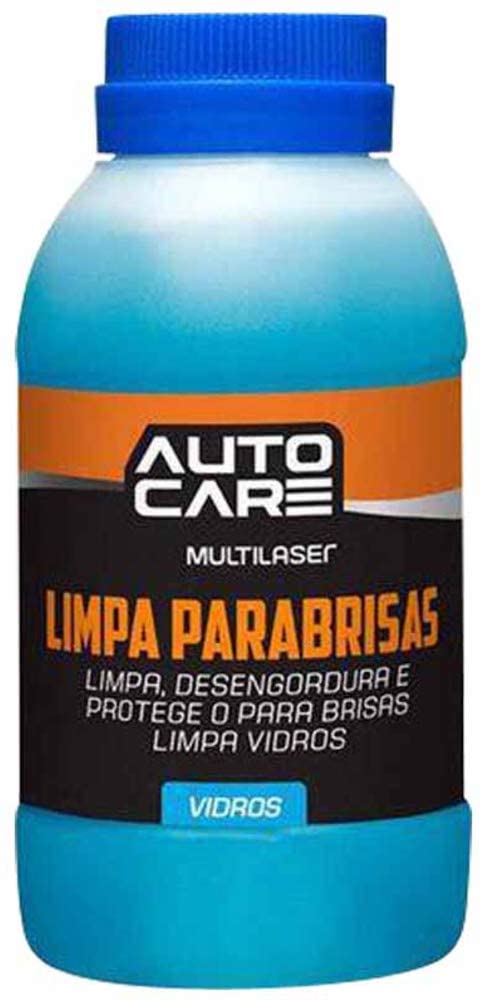 AUTO
CARE
MULTILASER
LIMPA PARABRISAS
LIMPA, DESENGORDURA E
PROTEGE O PARA BRISAS
LIMPA VIDROS
VIDROS